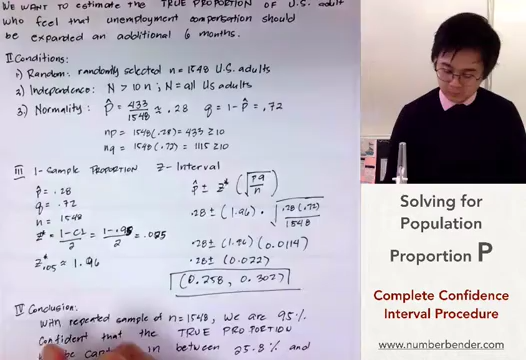 WE WANT TO ESTIMATE THE TRUE PROPORTION OF U.S. adult
who feel that unemployment compensation should
be expanded an additional 6 months.
II Conditions:
1) Random: randomly selected n = 1548 U.S. adults
2) Independence: N > 10n ; N = all US adults
3) Normality: p̂ = 433/1548 ≈ .28 q = 1 - p̂ = .72
np = 1548(.28) = 433 ≥ 10
nq = 1548(.72) = 1115 ≥ 10
III 1-Sample PROPORTION Z-Interval
p̂ = .28
q = .72
n = 1548
z* = 1-CL/2 = 1-.95/2 = .025
z*.05 ≈ 1.96
p̂ ± z* (√pq/n)
.28 ± (1.96) · √.28(.72)/1548
.28 ± (1.96)(0.0114)
.28 ± (0.022)
(0.258, 0.302)
IV Conclusion:
With repeated sample of n = 1548, we are 95%
Confident that the TRUE PROPORTION
be in between 25.8% and
Solving for
Population
Proportion P
Complete Confidence
Interval Procedure
www.numberbender.com